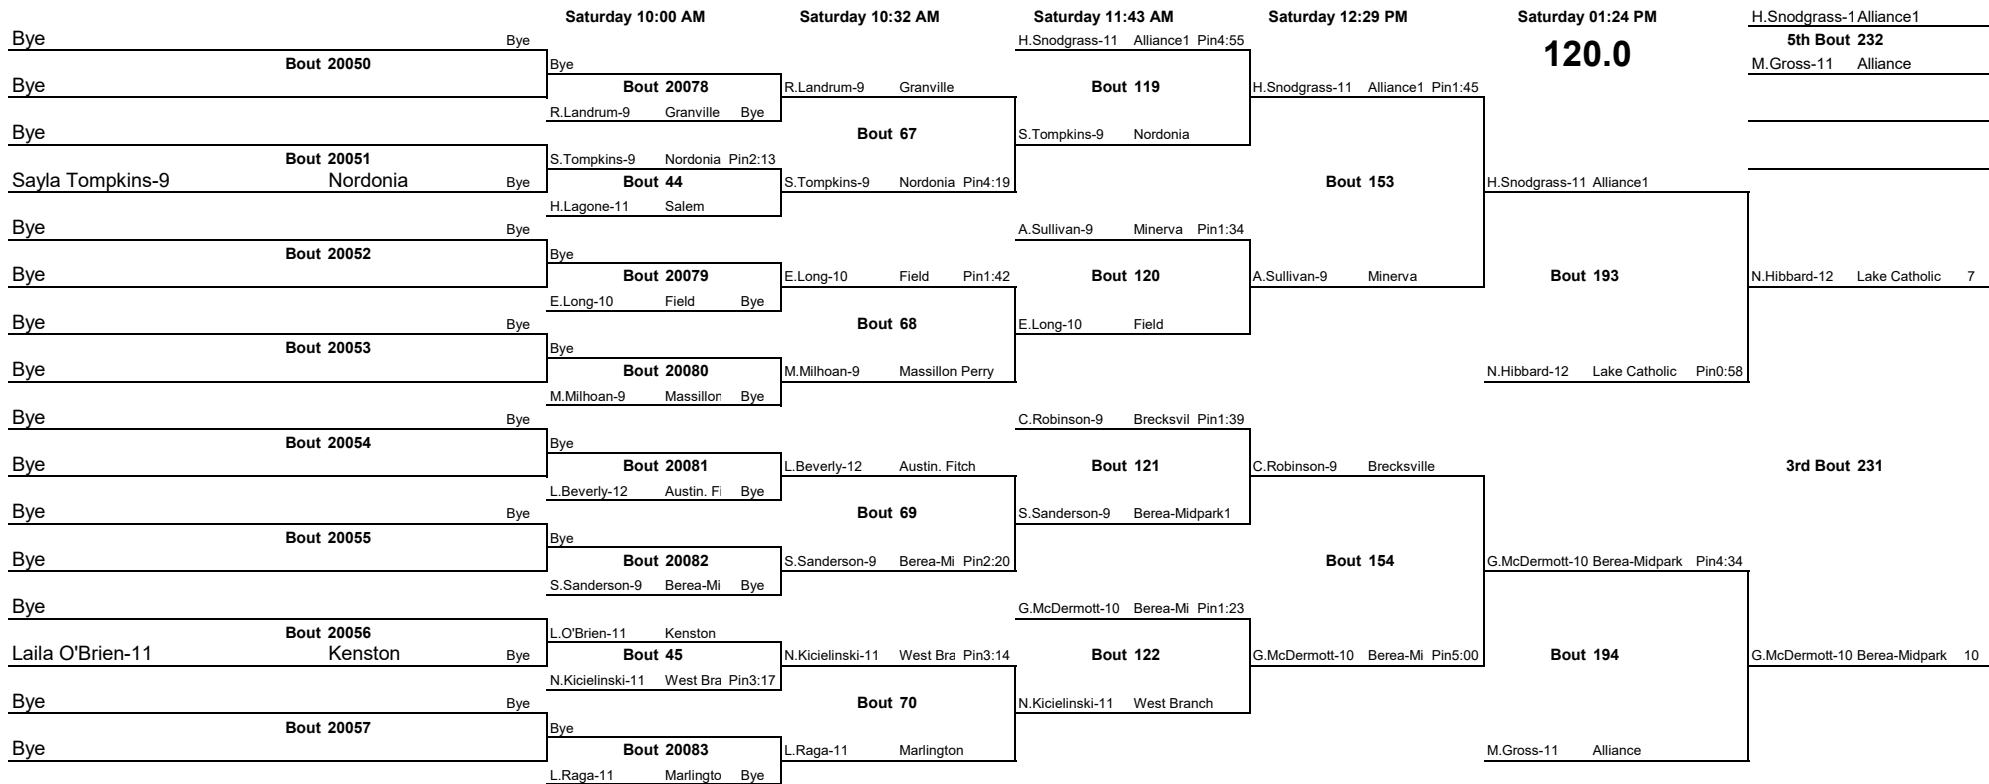 Saturday 10:00 AM Saturday 10:32 AM Saturday 11:43 AM Saturday 12:29 PM Saturday 01:24 PM H.Snodgrass-1 Alliance1
Bye Bye H.Snodgrass-11 Alliance1 Pin4:55 120.0 5th Bout 232
Bout 20050 Bye M.Gross-11 Alliance
Bye Bout 20078 R.Landrum-9 Granville Bout 119 H.Snodgrass-11 Alliance1 Pin1:45
R.Landrum-9 Granville Bye
Bye Bout 67 S.Tompkins-9 Nordonia
Bout 20051 S.Tompkins-9 Nordonia Pin2:13
Sayla Tompkins-9 Nordonia Bye Bout 44 S.Tompkins-9 Nordonia Pin4:19 Bout 153 H.Snodgrass-11 Alliance1
H.Lagone-11 Salem
Bye Bye A.Sullivan-9 Minerva Pin1:34
Bout 20052 Bye
Bye Bout 20079 E.Long-10 Field Pin1:42 Bout 120 A.Sullivan-9 Minerva Bout 193 N.Hibbard-12 Lake Catholic 7
E.Long-10 Field Bye
Bye Bye Bout 68 E.Long-10 Field
Bout 20053 Bye
Bye Bout 20080 M.Milhoan-9 Massillon Perry N.Hibbard-12 Lake Catholic Pin0:58
M.Milhoan-9 Massillon Bye
Bye Bye C.Robinson-9 Brecksvil Pin1:39
Bout 20054 Bye
Bye Bout 20081 L.Beverly-12 Austin. Fitch Bout 121 C.Robinson-9 Brecksville 3rd Bout 231
L.Beverly-12 Austin. Fi Bye
Bye Bye Bout 69 S.Sanderson-9 Berea-Midpark1
Bout 20055 Bye
Bye Bout 20082 S.Sanderson-9 Berea-Mi Pin2:20 Bout 154 G.McDermott-10 Berea-Midpark Pin4:34
S.Sanderson-9 Berea-Mi Bye
Bye G.McDermott-10 Berea-Mi Pin1:23
Bout 20056 L.O'Brien-11 Kenston
Laila O'Brien-11 Kenston Bye Bout 45 N.Kicielinski-11 West Bra Pin3:14 Bout 122 G.McDermott-10 Berea-Mi Pin5:00 Bout 194 G.McDermott-10 Berea-Midpark 10
N.Kicielinski-11 West Bra Pin3:17
Bye Bye Bout 70 N.Kicielinski-11 West Branch
Bout 20057 Bye
Bye Bout 20083 L.Raga-11 Marlington M.Gross-11 Alliance
L.Raga-11 Marlingto Bye